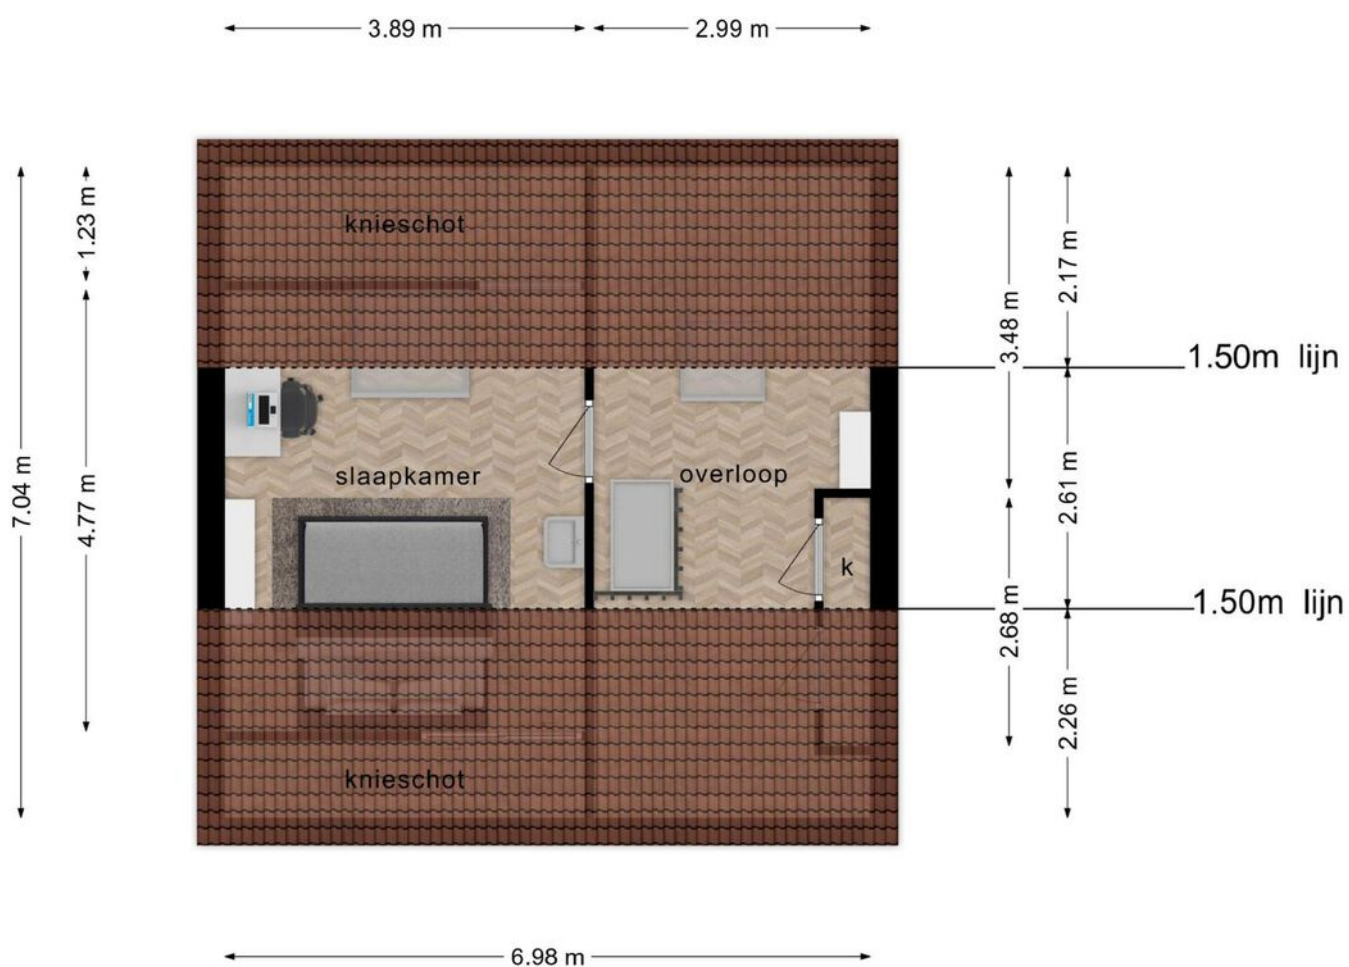 3.89 m
2.99 m
knieschot
1.23 m
2.17 m
3.48 m
1.50m lijn
slaapkamer
overloop
7.04 m
4.77 m
2.61 m
k
1.50m lijn
2.68 m
2.26 m
knieschot
6.98 m